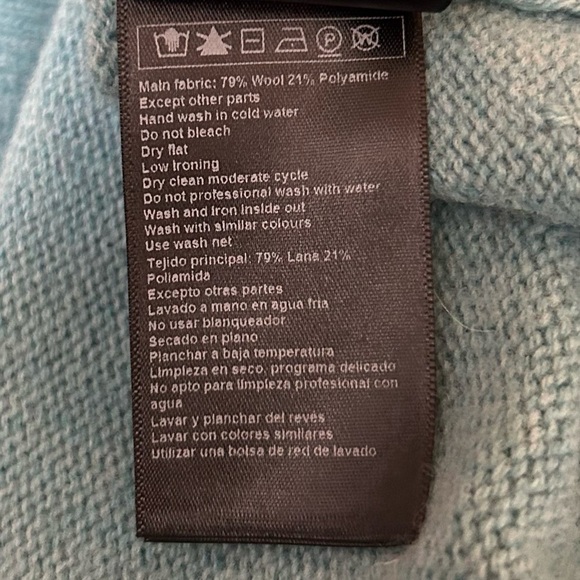 P W
Main fabric: 79% Wool 21% Polyamide
Except other parts
Hand wash in cold water
Do not bleach
Dry flat
Low Ironing
Dry clean moderate cycle
Do not professional wash with water
Wash and Iron inside out
Wash with similar colours
Use wash net
Tejido principal: 79% Lana 21%
Poliamida
Excepto otras partes
Lavado a mano en agua fría
No usar blanqueador
Secado en plano
Planchar a baja temperatura
Limpieza en seco, programa delicado
No apto para limpieza profesional con
agua
Lavar y planchar del revés
Lavar con colores similares
Utilizar una bolsa de red de lavado